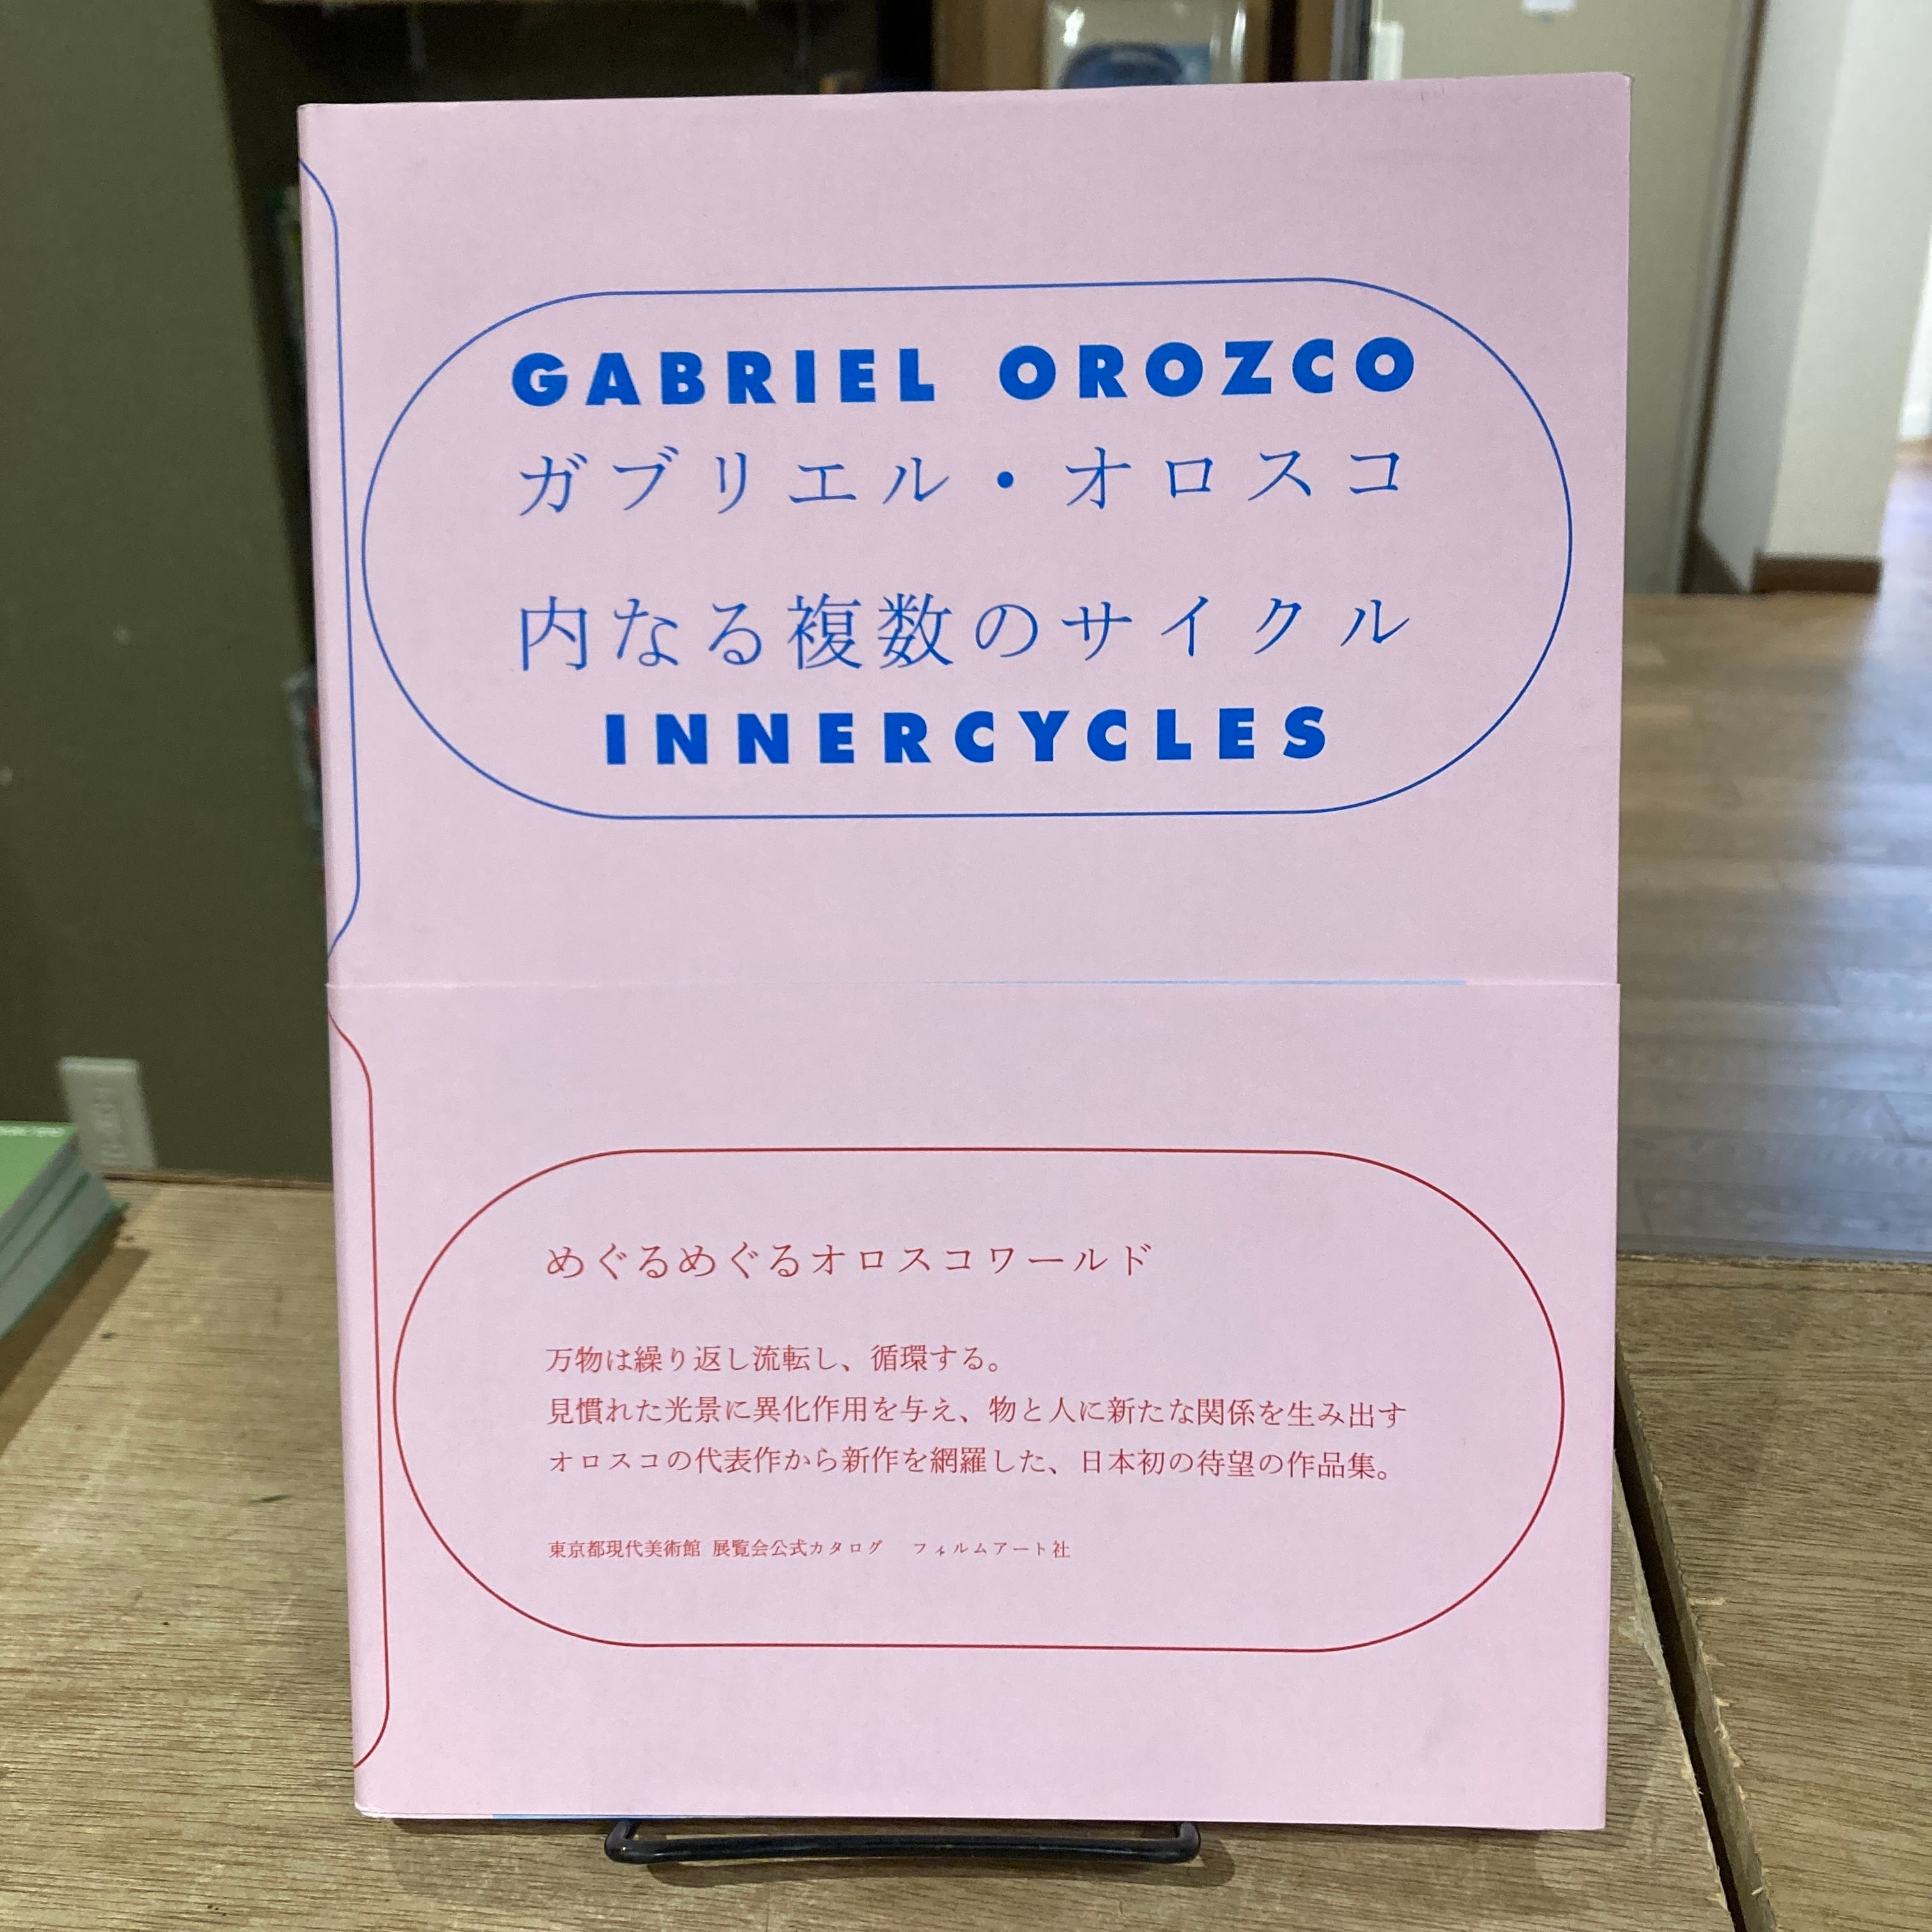 GABRIEL OROZCO
ガブリエル・オロスコ
内なる複数のサイクル
INNERCYCLES
めぐるめぐるオロスコワールド
万物は繰り返し流転し、循環する。
見慣れた光景に異化作用を与え、物と人に新たな関係を生み出す
オロスコの代表作から新作を網羅した、日本初の待望の作品集。
東京都現代美術館 展覧会公式カタログ フィルムアート社